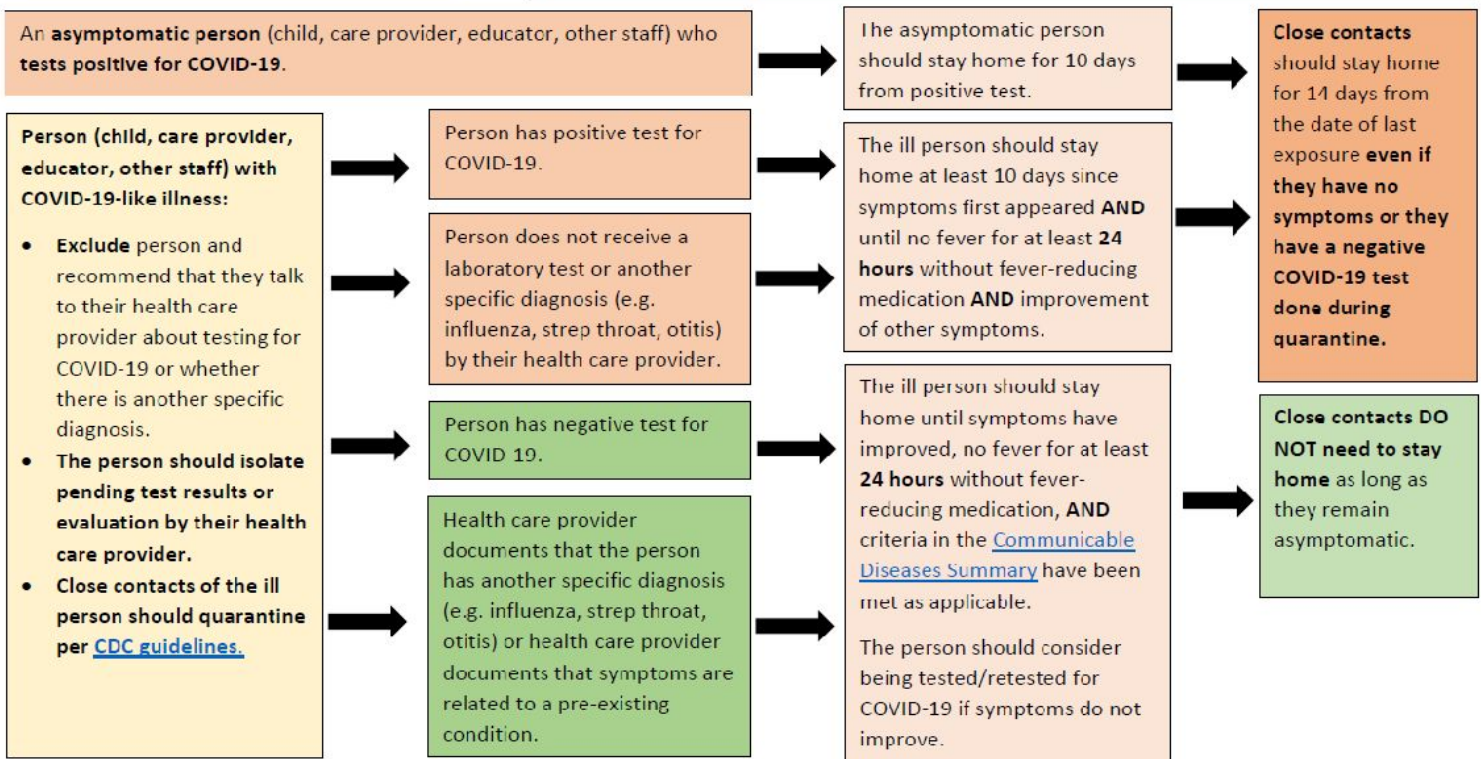 An asymptomatic person (child, care provider, educator, other staff) who
tests positive for COVID-19.
The asymptomatic person
should stay home for 10 days
from positive test.
Close contacts
should stay home
for 14 days from
the date of last
exposure even if
they have no
symptoms or they
have a negative
COVID-19 test
done during
quarantine.
Person (child, care provider,
educator, other staff) with
COVID-19-like illness:
• Exclude person and
recommend that they talk
to their health care
provider about testing for
COVID-19 or whether
there is another specific
diagnosis.
• The person should isolate
pending test results or
evaluation by their health
care provider.
• Close contacts of the ill
person should quarantine
per CDC guidelines.
Person has positive test for
COVID-19.
Person does not receive a
laboratory test or another
specific diagnosis (e.g.
influenza, strep throat, otitis)
by their health care provider.
The ill person should stay
home at least 10 days since
symptoms first appeared AND
until no fever for at least 24
hours without fever-reducing
medication AND improvement
of other symptoms.
Person has negative test for
COVID 19.
Health care provider
documents that the person
has another specific diagnosis
(e.g. influenza, strep throat,
otitis) or health care provider
documents that symptoms are
related to a pre-existing
condition.
The ill person should stay
home until symptoms have
improved, no fever for at least
24 hours without fever-
reducing medication, AND
criteria in the Communicable
Diseases Summary have been
met as applicable.
The person should consider
being tested/retested for
COVID-19 if symptoms do not
improve.
Close contacts DO
NOT need to stay
home as long as
they remain
asymptomatic.